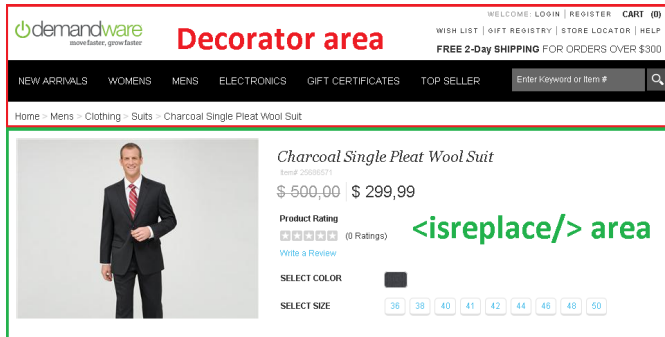 WELCOME: LOGIN | REGISTER CART (0)
demandware
move faster, grow faster
Decorator area
WISH LIST | GIFT REGISTRY | STORE LOCATOR | HELP
FREE 2-Day SHIPPING FOR ORDERS OVER $300
NEW ARRIVALS WOMENS MENS ELECTRONICS GIFT CERTIFICATES TOP SELLER Enter Keyword or Item #
Home > Mens > Clothing > Suits > Charcoal Single Pleat Wool Suit
Charcoal Single Pleat Wool Suit
Item# 25686571
$ 500,00 $ 299,99
Product Rating
(0 Ratings)
<isreplace/> area
Write a Review
SELECT COLOR
SELECT SIZE 36 38 40 41 42 44 46 48 50